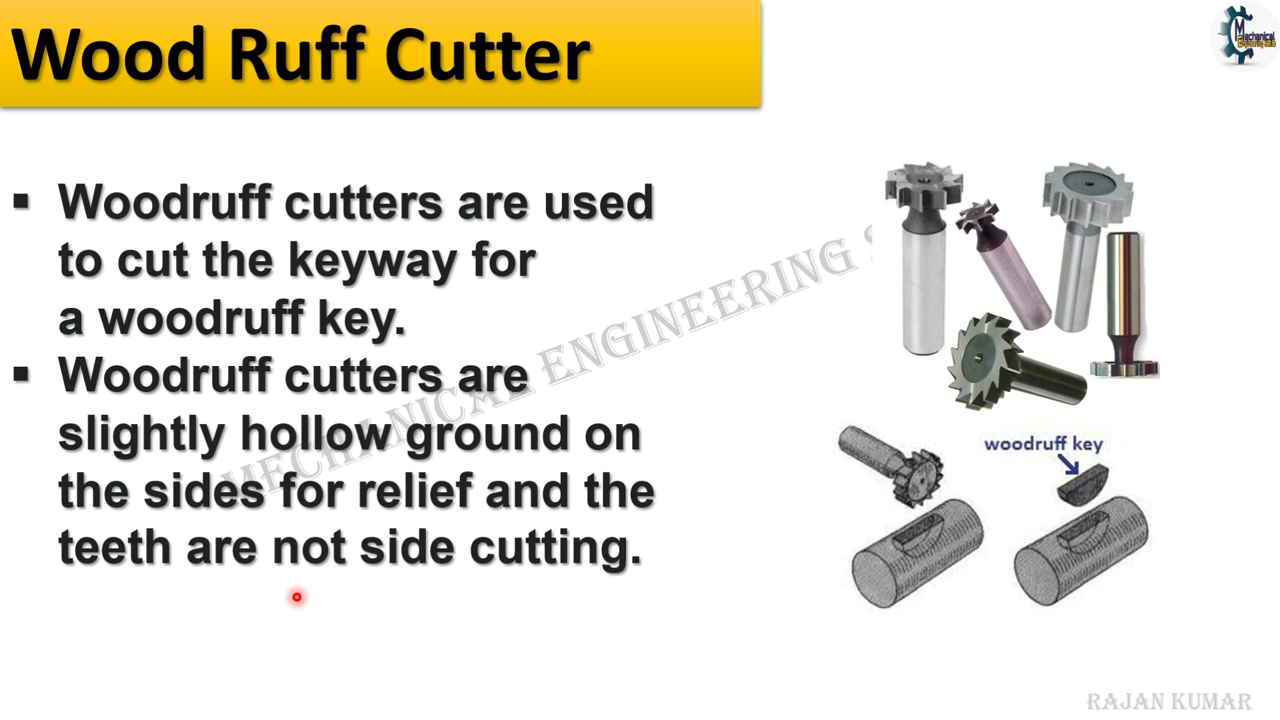 Wood Ruff Cutter
Mechanical
Engineering
▪ Woodruff cutters are used
to cut the keyway for
a woodruff key.
▪ Woodruff cutters are
slightly hollow ground on
the sides for relief and the
teeth are not side cutting.
MECHANICAL ENGINEERING S
woodruff key
RAJAN KUMAR